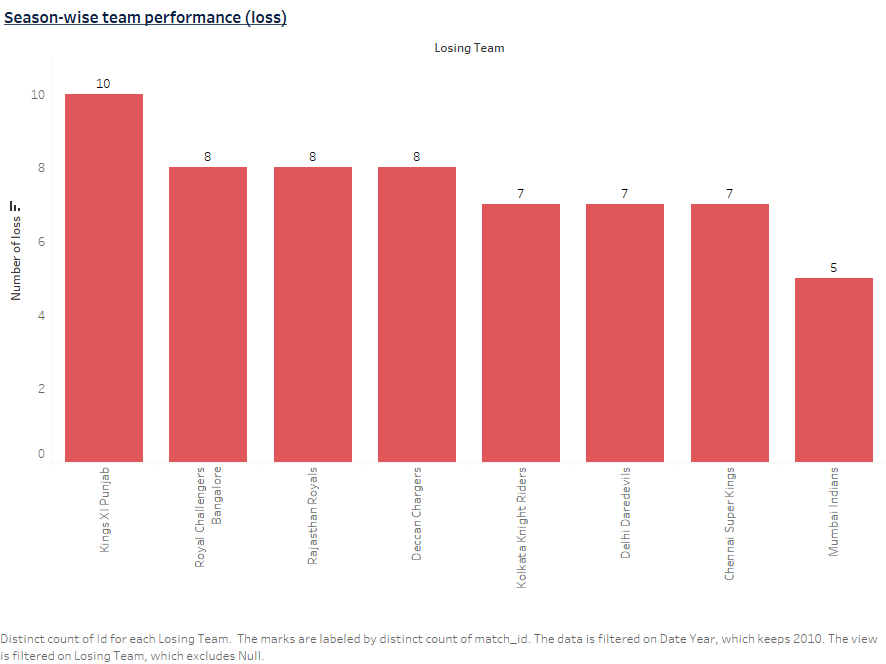 Season-wise team performance (loss)
Losing Team
Number of loss
10
8
6
4
2
0
10
8
8
8
7
7
7
5
Kings XI Punjab
Royal Challengers
Bangalore
Rajasthan Royals
Deccan Chargers
Kolkata Knight Riders
Delhi Daredevils
Chennai Super Kings
Mumbai Indians
Distinct count of Id for each Losing Team.  The marks are labeled by distinct count of match_id. The data is filtered on Date Year, which keeps 2010. The view
is filtered on Losing Team, which excludes Null.